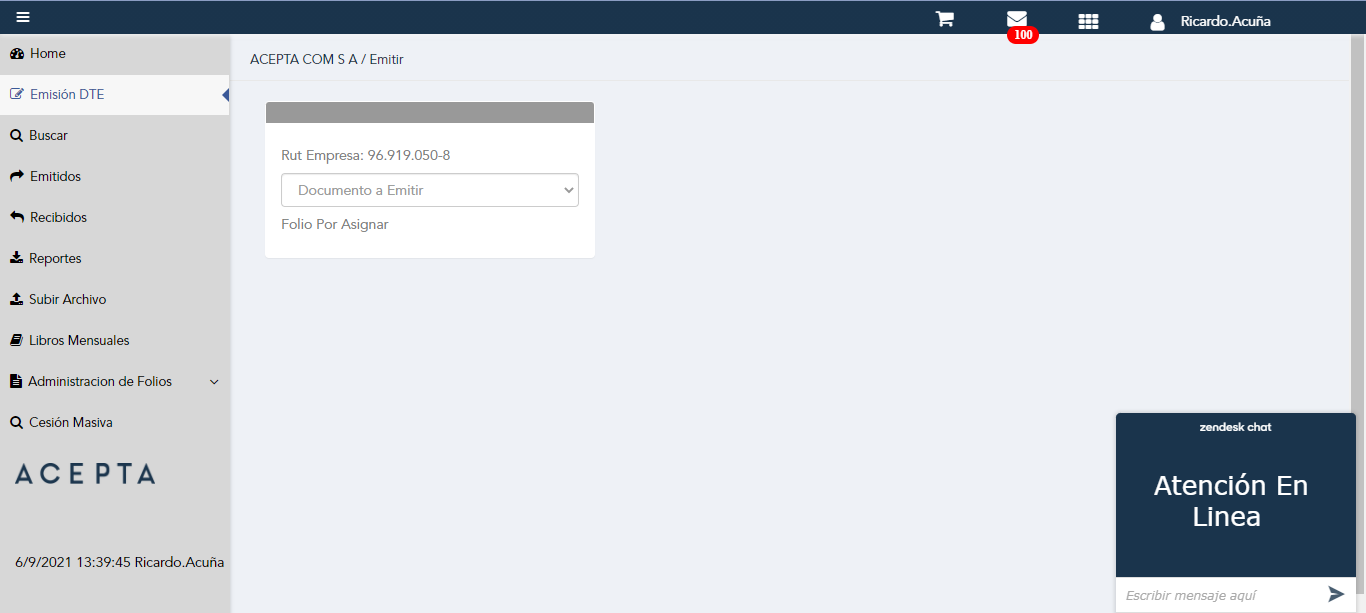 100
Ricardo.Acuña
Home
Emisión DTE
Buscar
Emitidos
Recibidos
Reportes
Subir Archivo
Libros Mensuales
Administracion de Folios
Cesión Masiva
ACEPTA
6/9/2021 13:39:45 Ricardo.Acuña
ACEPTA COM S A / Emitir
Rut Empresa: 96.919.050-8
Documento a Emitir
Folio Por Asignar
zendesk chat
Atención En
Linea
Escribir mensaje aquí